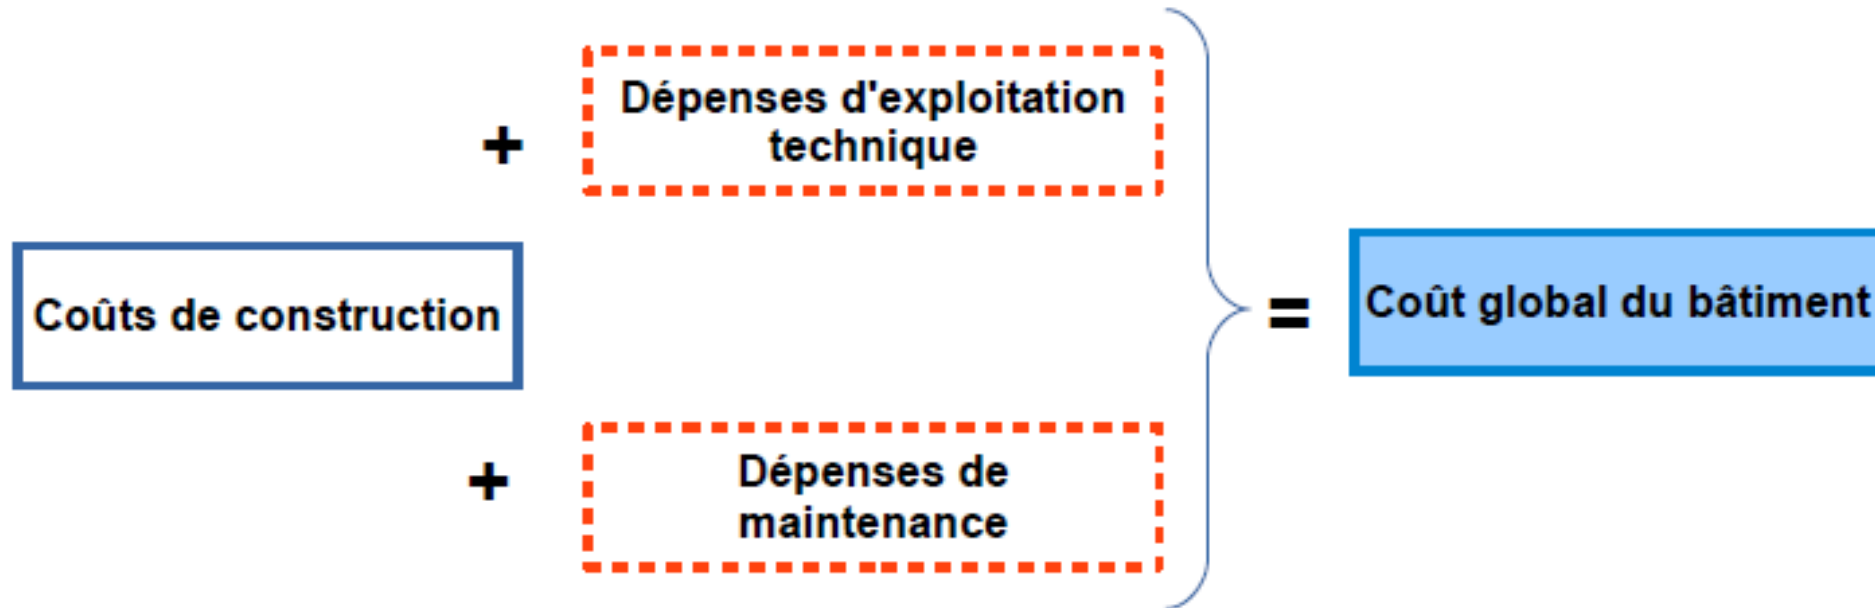 +
Dépenses d'exploitation
technique
Coûts de construction
=
Coût global du bâtiment
+
Dépenses de
maintenance